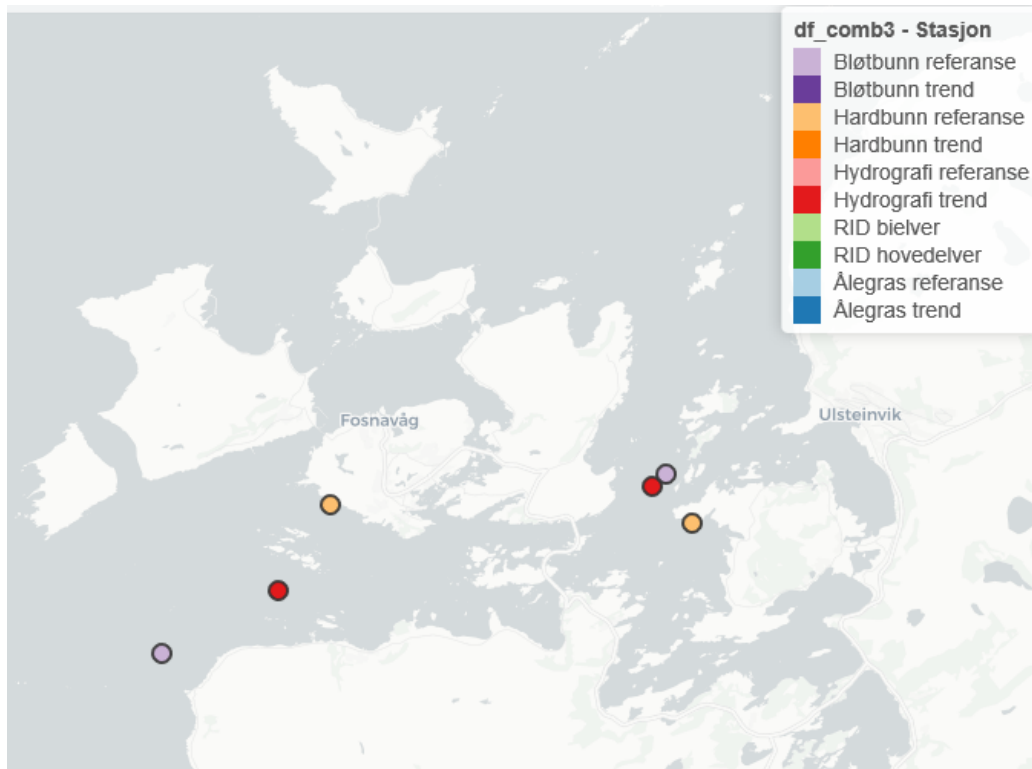 df_comb3 - Stasjon
Bløtbunn referanse
Bløtbunn trend
Hardbunn referanse
Hardbunn trend
Hydrografi referanse
Hydrografi trend
RID bielver
RID hovedelver
Ålegras referanse
Ålegras trend
Fosnavåg
Ulsteinvik